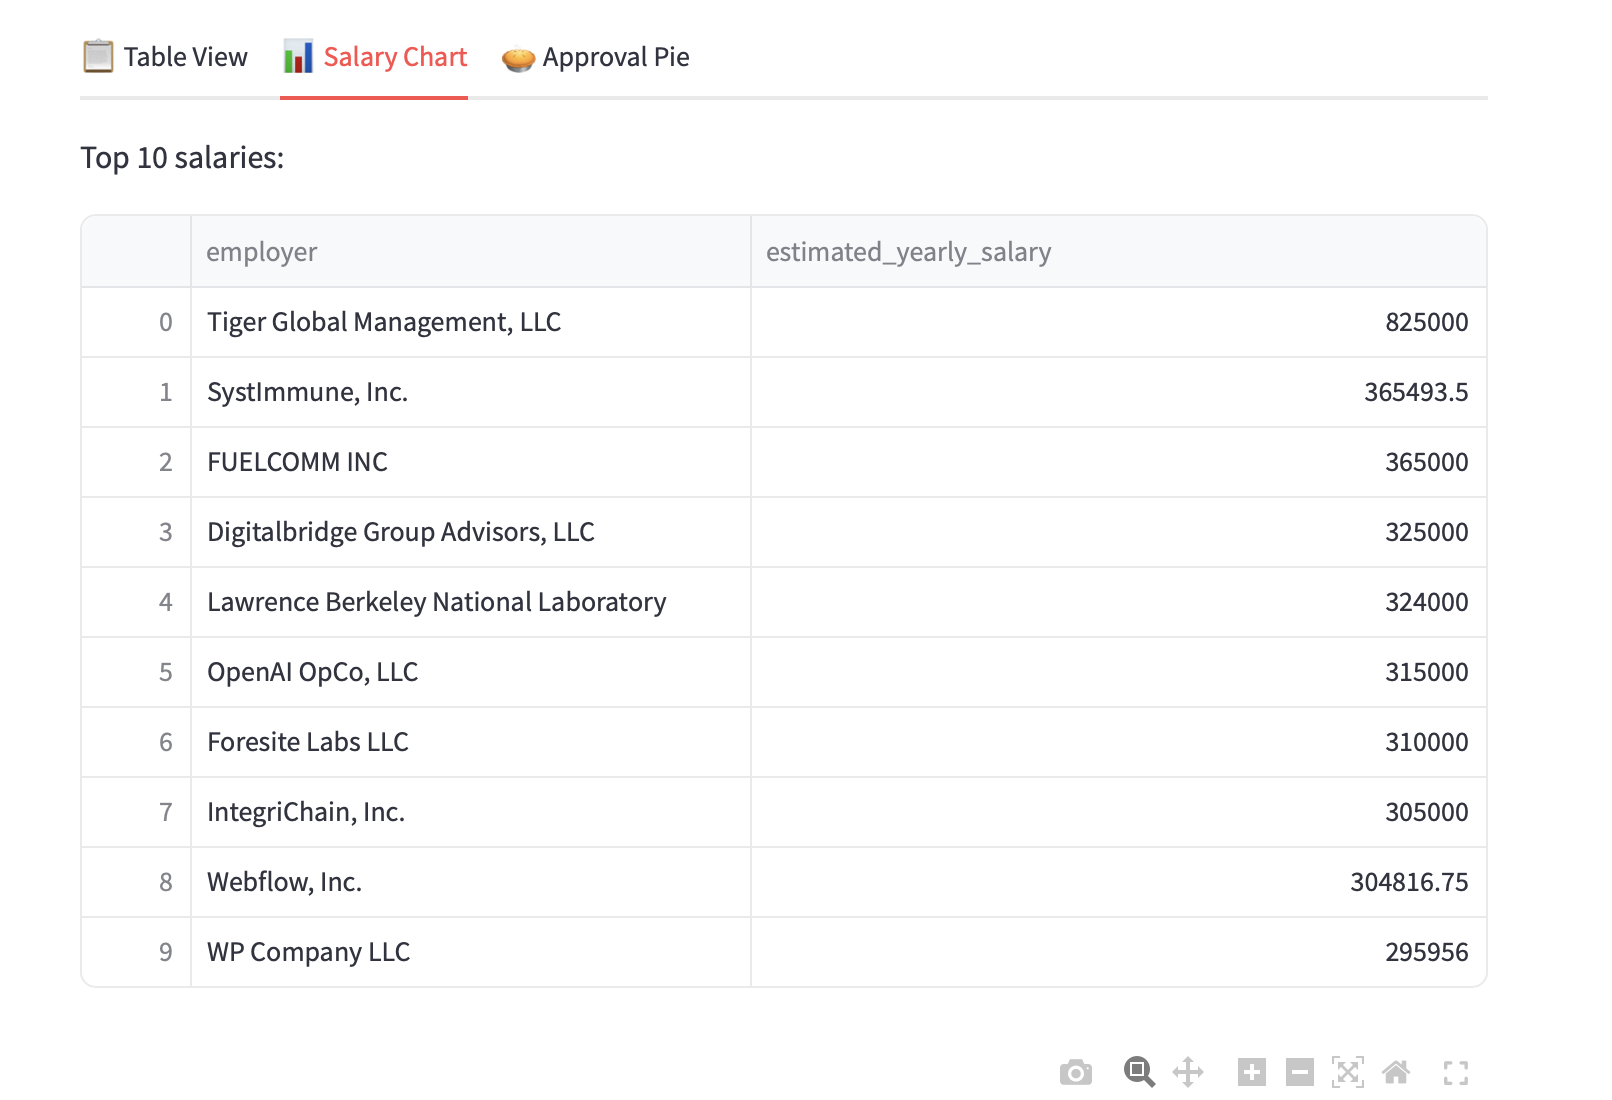 Table View Salary Chart Approval Pie
Top 10 salaries:
employer estimated_yearly_salary
0 Tiger Global Management, LLC 825000
1 SystImmune, Inc. 365493.5
2 FUELCOMM INC 365000
3 Digitalbridge Group Advisors, LLC 325000
4 Lawrence Berkeley National Laboratory 324000
5 OpenAI OpCo, LLC 315000
6 Foresite Labs LLC 310000
7 IntegriChain, Inc. 305000
8 Webflow, Inc. 304816.75
9 WP Company LLC 295956